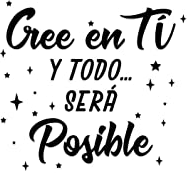 Cree en Tí
Y TODO...
SERÁ
Posible